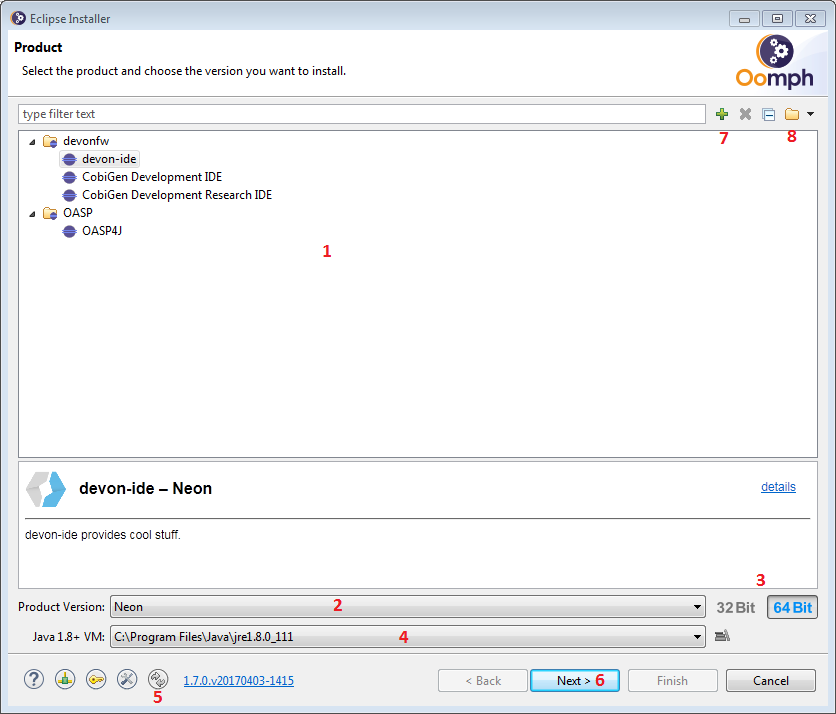 Eclipse Installer
Product
Select the product and choose the version you want to install.
Oomph
type filter text
7
8
devonfw
devon-ide
CobiGen Development IDE
CobiGen Development Research IDE
OASP
OASP4J
1
devon-ide – Neon
details
devon-ide provides cool stuff.
3
Product Version: Neon 2 32 Bit 64 Bit
Java 1.8+ VM: C:\Program Files\Java\jre1.8.0_111 4
? 1.7.0.v20170403-1415 < Back Next > 6 Finish Cancel
5